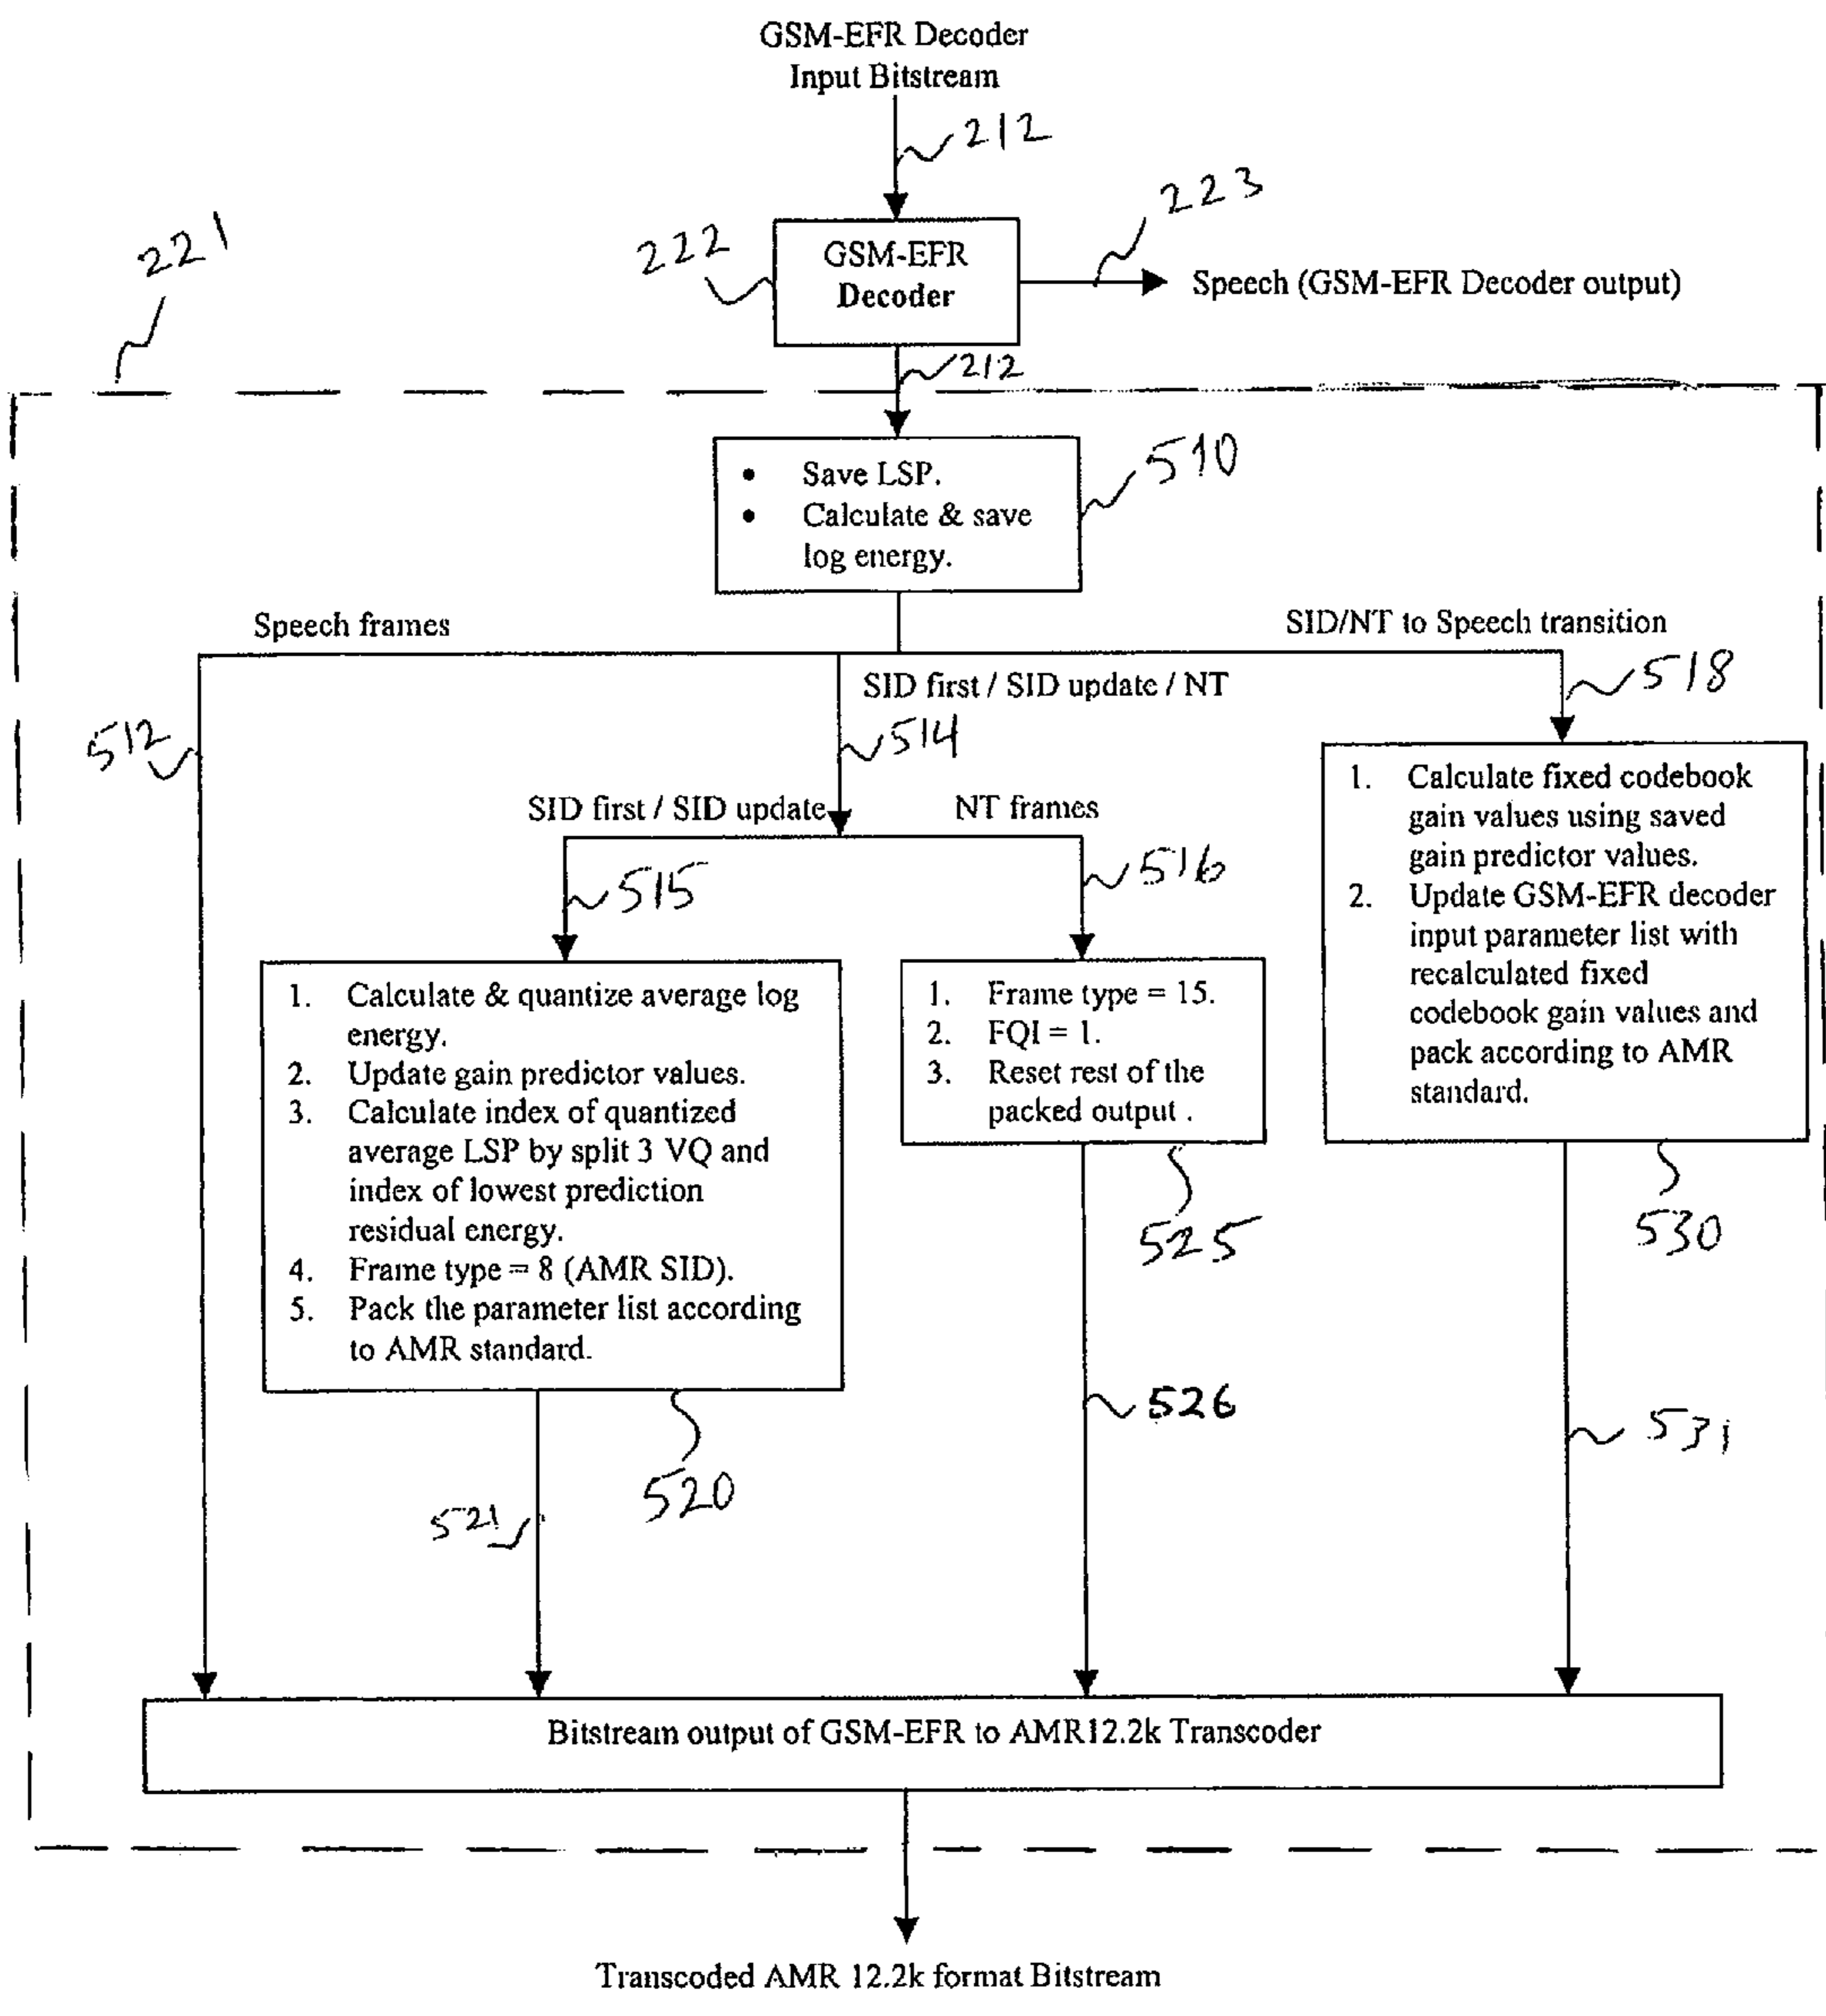 GSM-EFR Decoder
Input Bitstream
212
223
221
222
GSM-EFR
Decoder
Speech (GSM-EFR Decoder output)
212
510
• Save LSP.
• Calculate & save
log energy.
Speech frames
SID/NT to Speech transition
518
SID first / SID update / NT
512
514
SID first / SID update
NT frames
515
516
1. Calculate fixed codebook
gain values using saved
gain predictor values.
2. Update GSM-EFR decoder
input parameter list with
recalculated fixed
codebook gain values and
pack according to AMR
standard.
1. Calculate & quantize average log
energy.
2. Update gain predictor values.
3. Calculate index of quantized
average LSP by split 3 VQ and
index of lowest prediction
residual energy.
4. Frame type = 8 (AMR SID).
5. Pack the parameter list according
to AMR standard.
1. Frame type = 15.
2. FQI = 1.
3. Reset rest of the
packed output .
525
530
526
531
520
521
Bitstream output of GSM-EFR to AMR12.2k Transcoder
Transcoded AMR 12.2k format Bitstream